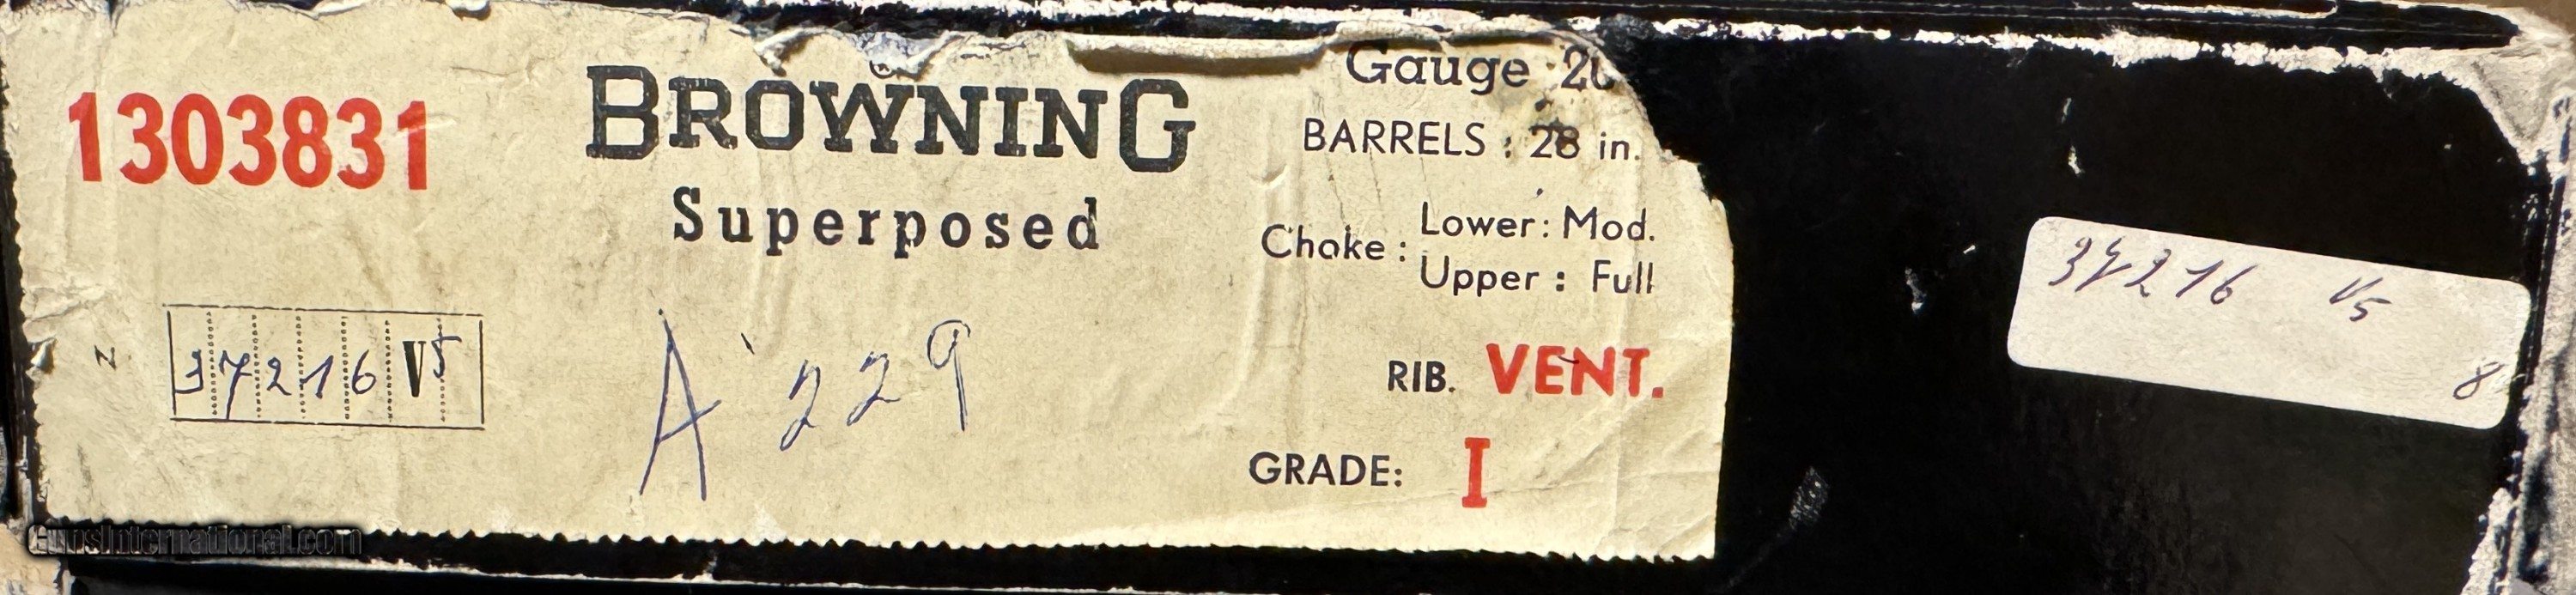 1303831
BROWNING
Superposed
Gauge 20
BARRELS : 28 in.
Choke : Lower: Mod.
Upper : Full
RIB. VENT.
GRADE: I
N
37216 V5
A 229
37216 V5
8
GunsInternational.com